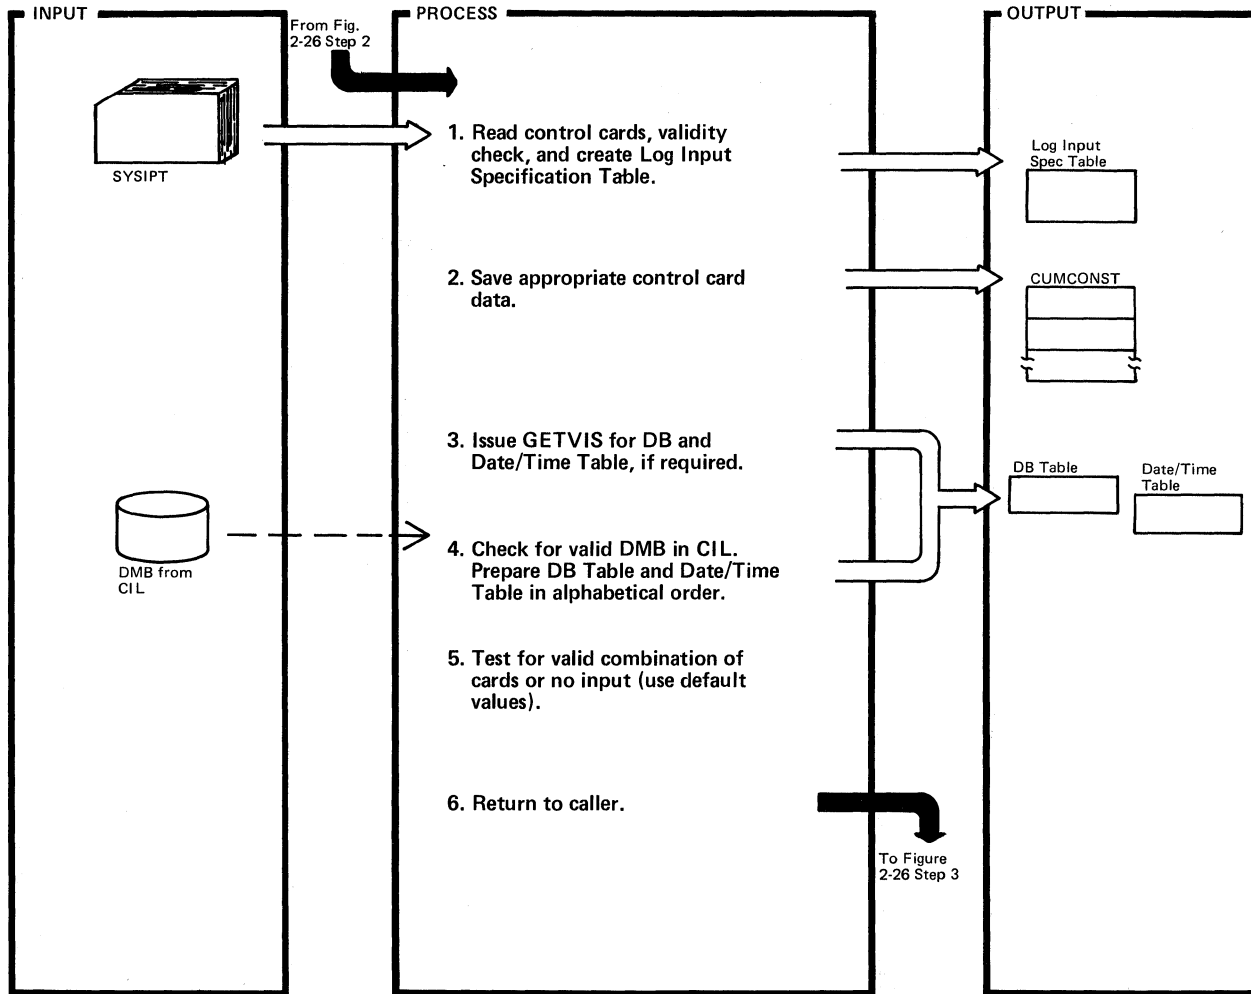 INPUT
PROCESS
OUTPUT
From Fig.
2-26 Step 2
SYSIPT
1. Read control cards, validity
check, and create Log Input
Specification Table.
Log Input
Spec Table
2. Save appropriate control card
data.
CUMCONST
3. Issue GETVIS for DB and
Date/Time Table, if required.
DB Table
Date/Time
Table
DMB from
CIL
4. Check for valid DMB in CIL.
Prepare DB Table and Date/Time
Table in alphabetical order.
5. Test for valid combination of
cards or no input (use default
values).
6. Return to caller.
To Figure
2-26 Step 3